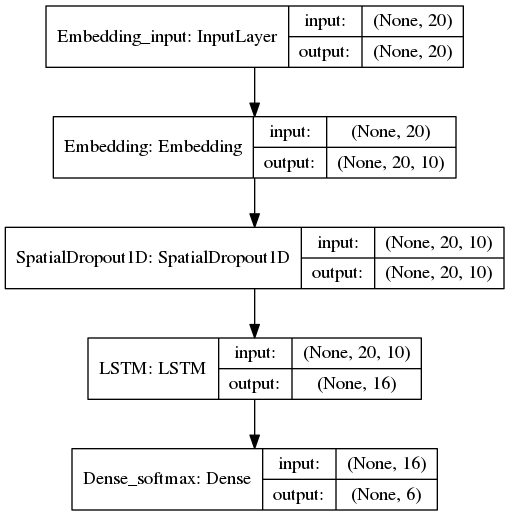 Embedding_input: InputLayer
input: (None, 20)
output: (None, 20)
Embedding: Embedding
input: (None, 20)
output: (None, 20, 10)
SpatialDropout1D: SpatialDropout1D
input: (None, 20, 10)
output: (None, 20, 10)
LSTM: LSTM
input: (None, 20, 10)
output: (None, 16)
Dense_softmax: Dense
input: (None, 16)
output: (None, 6)